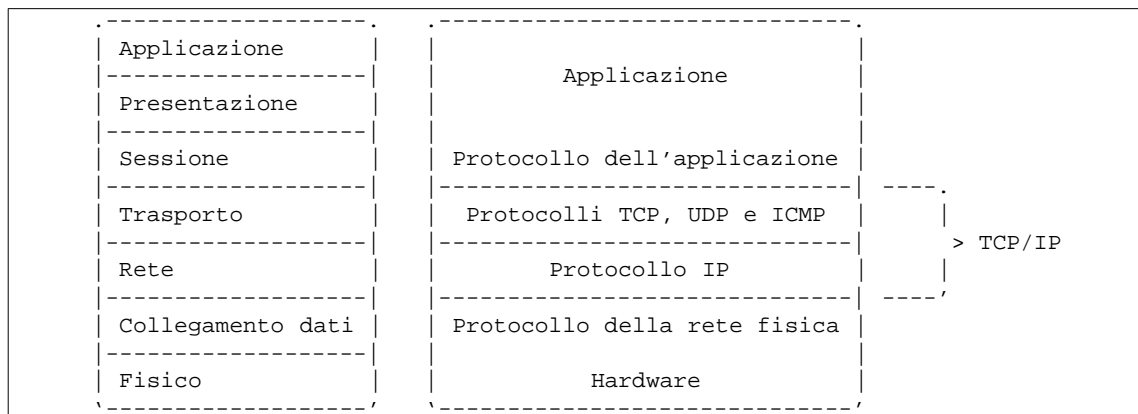 Applicazione
Applicazione
Presentazione
Sessione Protocollo dell'applicazione
Trasporto Protocolli TCP, UDP e ICMP
> TCP/IP
Rete Protocollo IP
Collegamento dati Protocollo della rete fisica
Fisico Hardware